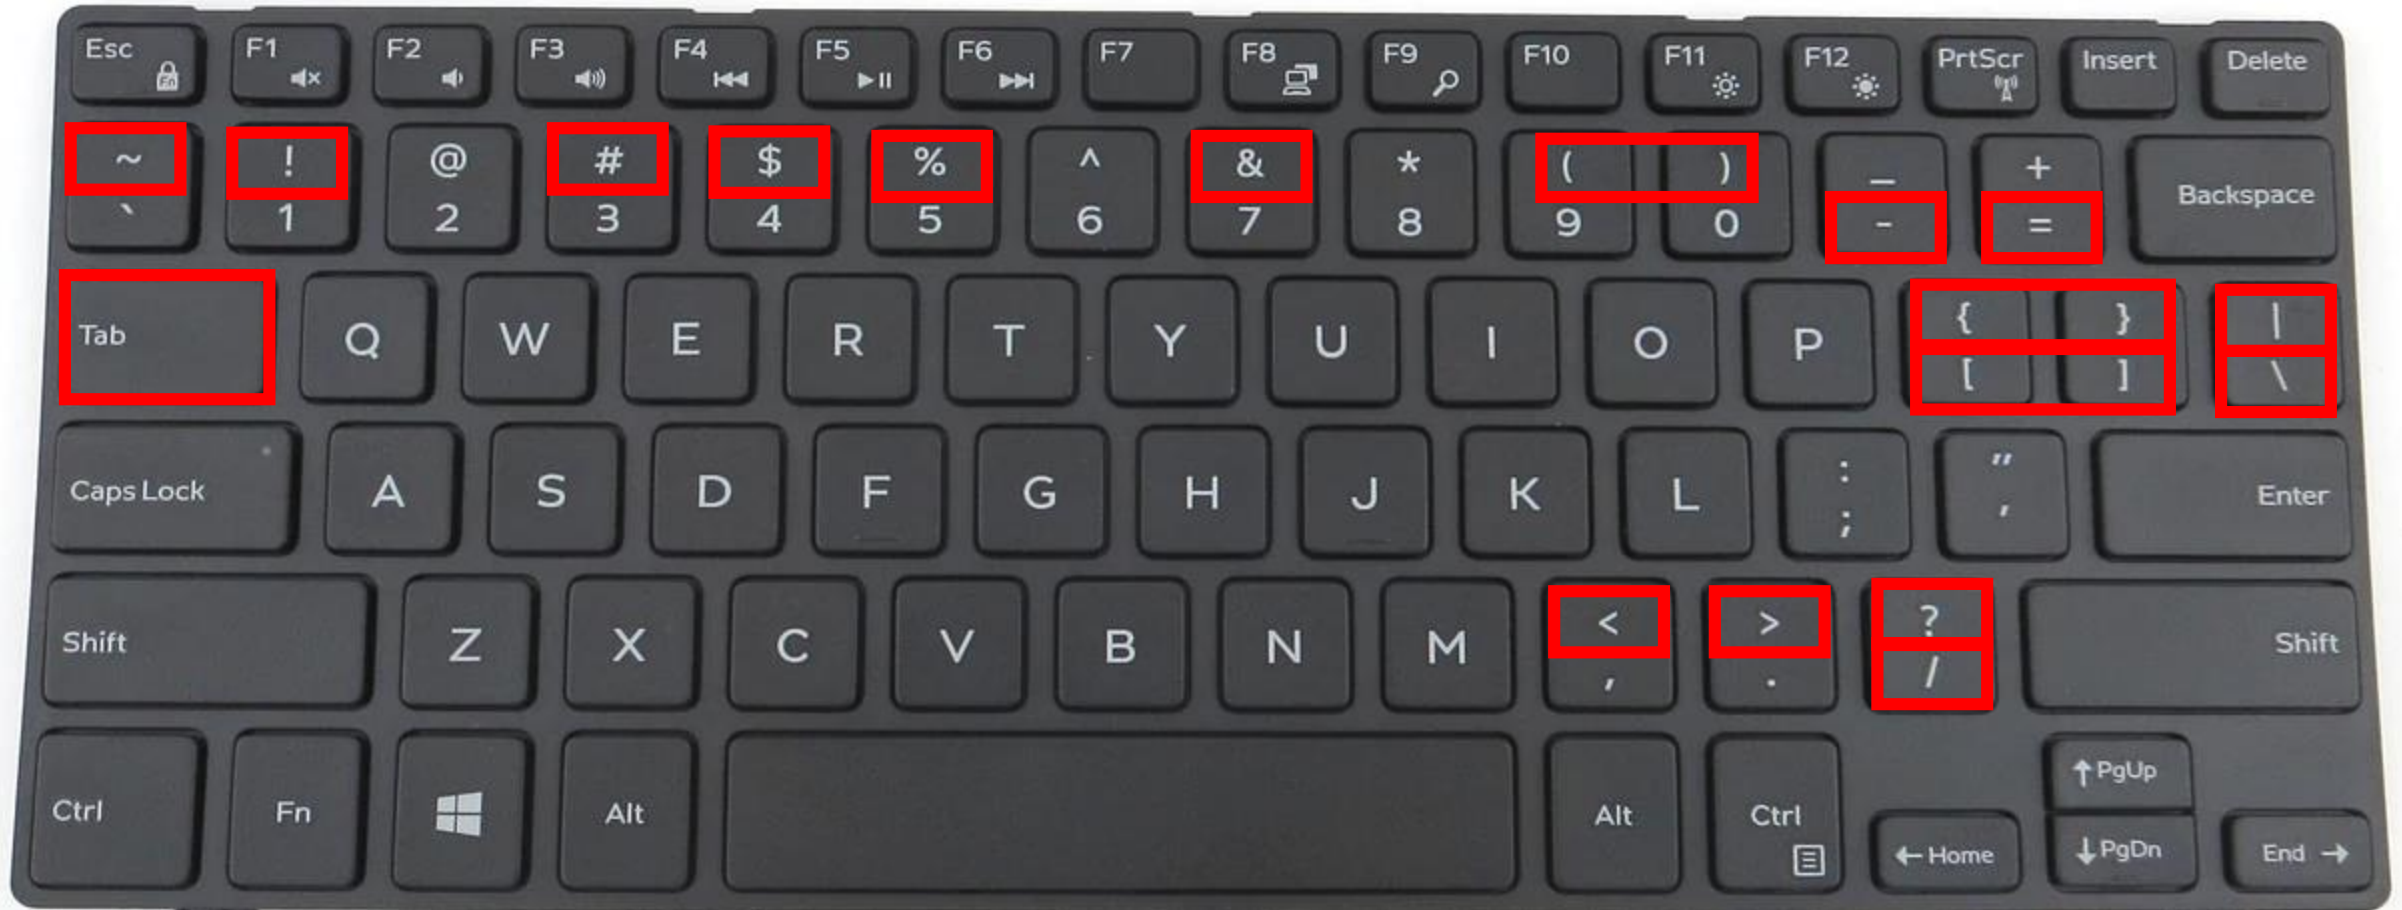 Esc F1 F2 F3 F4 F5 F6 F7 F8 F9 F10 F11 F12 PrtScr Insert Delete
Fn
~ ! @ # $ % ^ & * ( ) _ + Backspace
` 1 2 3 4 5 6 7 8 9 0 - =
Tab Q W E R T Y U I O P { } |
[ ] \
Caps Lock A S D F G H J K L : " Enter
; '
Shift Z X C V B N M < > ? Shift
, . /
Ctrl Fn Alt Alt Ctrl ↑ PgUp
← Home ↓ PgDn End →